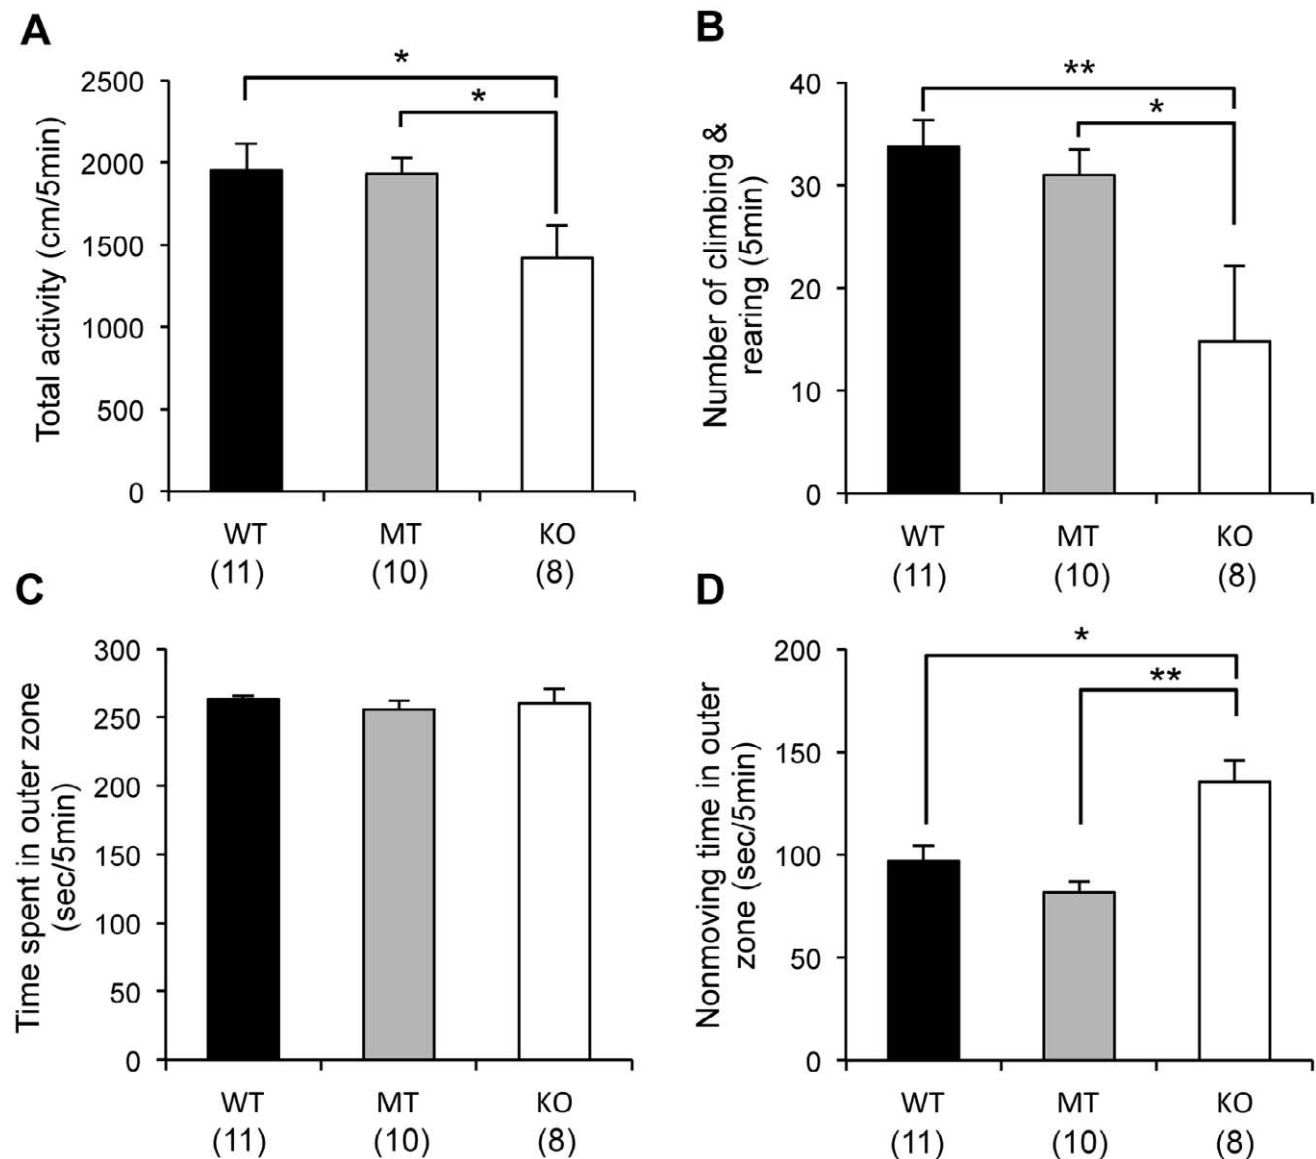 A
Total activity (cm/5min)
2500
2000
1500
1000
500
0
*
*
WT
MT
KO
(11)
(10)
(8)
B
Number of climbing &
rearing (5min)
40
30
20
10
0
**
*
WT
MT
KO
(11)
(10)
(8)
C
Time spent in outer zone
(sec/5min)
300
250
200
150
100
50
0
WT
MT
KO
(11)
(10)
(8)
D
Nonmoving time in outer
zone (sec/5min)
200
150
100
50
0
*
**
WT
MT
KO
(11)
(10)
(8)